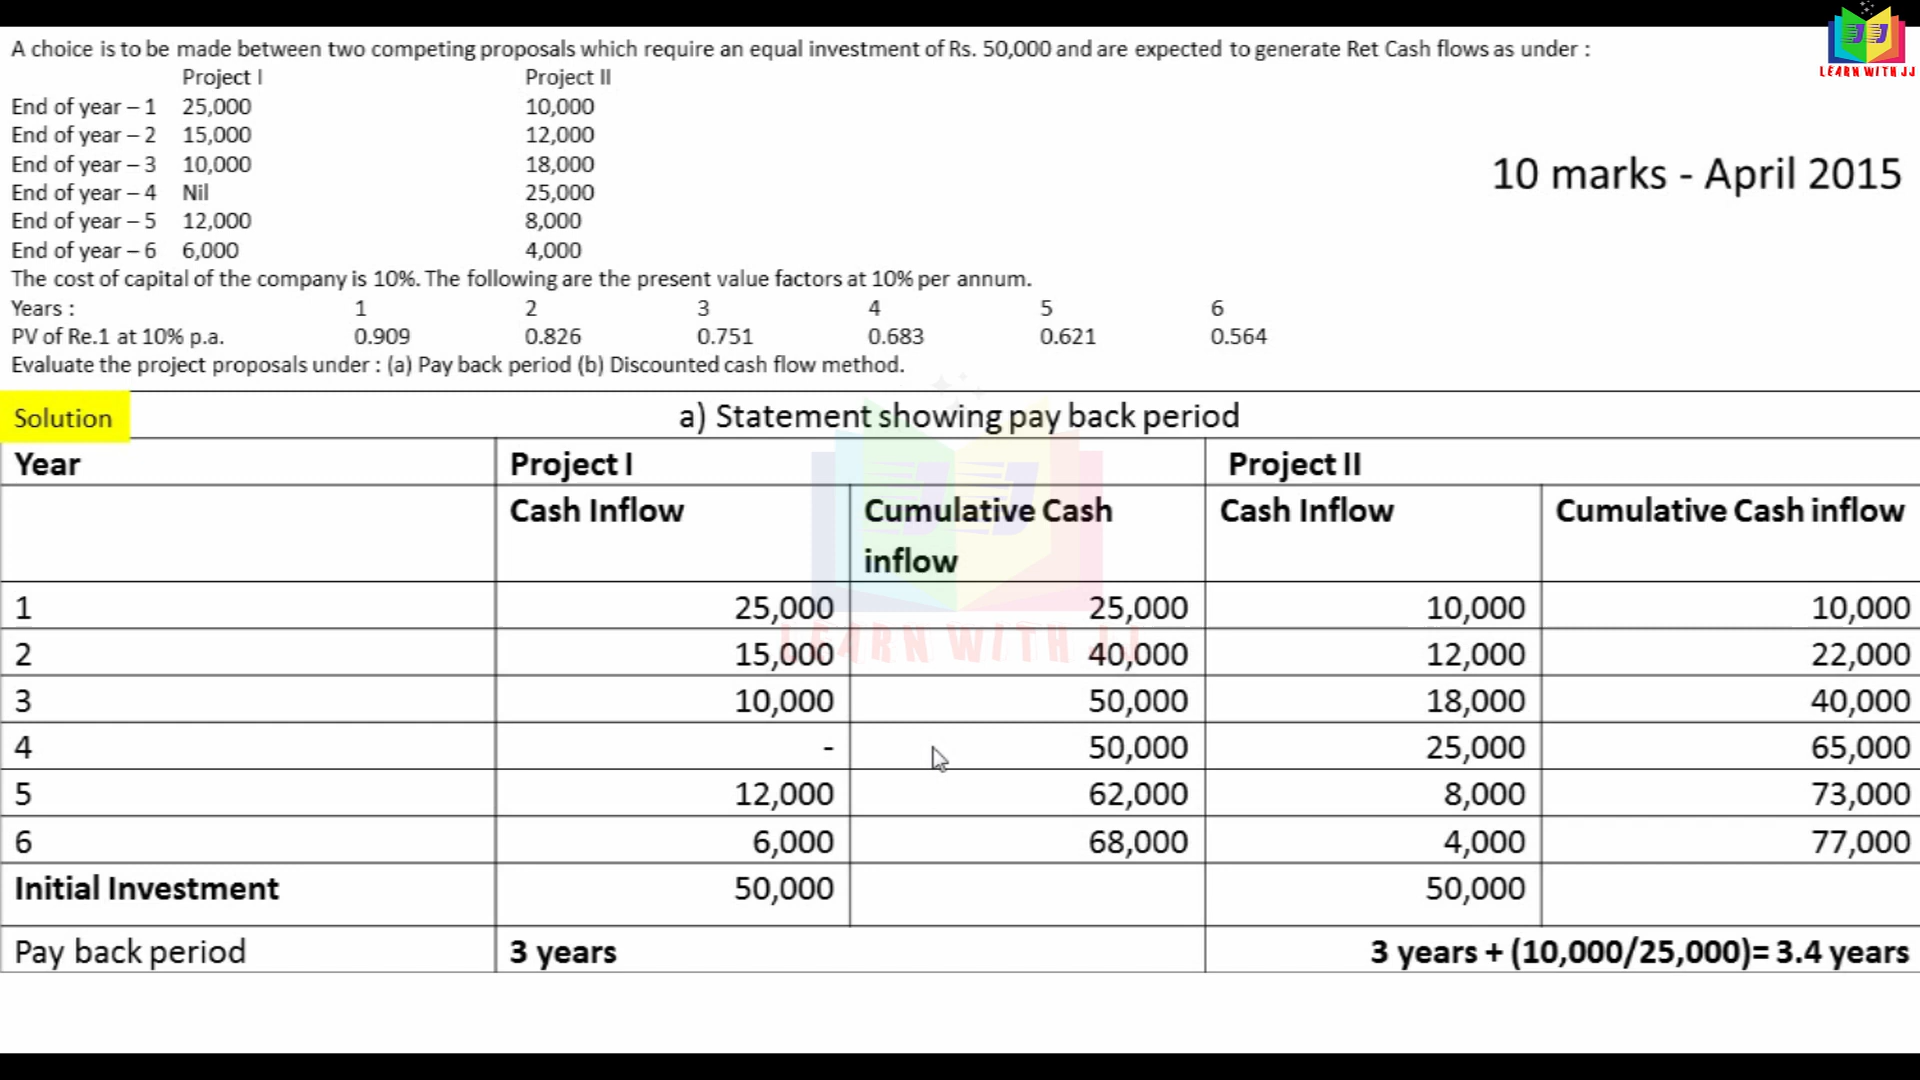 A choice is to be made between two competing proposals which require an equal investment of Rs. 50,000 and are expected to generate Ret Cash flows as under :
LEARN WITH JJ
Project I Project II
End of year – 1 25,000 10,000
End of year – 2 15,000 12,000
End of year – 3 10,000 18,000
10 marks - April 2015
End of year – 4 Nil 25,000
End of year – 5 12,000 8,000
End of year – 6 6,000 4,000
The cost of capital of the company is 10%. The following are the present value factors at 10% per annum.
Years : 1 2 3 4 5 6
PV of Re.1 at 10% p.a. 0.909 0.826 0.751 0.683 0.621 0.564
Evaluate the project proposals under : (a) Pay back period (b) Discounted cash flow method.
Solution a) Statement showing pay back period
Year Project I Project II
Cash Inflow Cumulative Cash inflow Cash Inflow Cumulative Cash inflow
1 25,000 25,000 10,000 10,000
LEARN WITH JJ
2 15,000 40,000 12,000 22,000
3 10,000 50,000 18,000 40,000
4 - 50,000 25,000 65,000
5 12,000 62,000 8,000 73,000
6 6,000 68,000 4,000 77,000
Initial Investment 50,000 50,000
Pay back period 3 years 3 years + (10,000/25,000)= 3.4 years